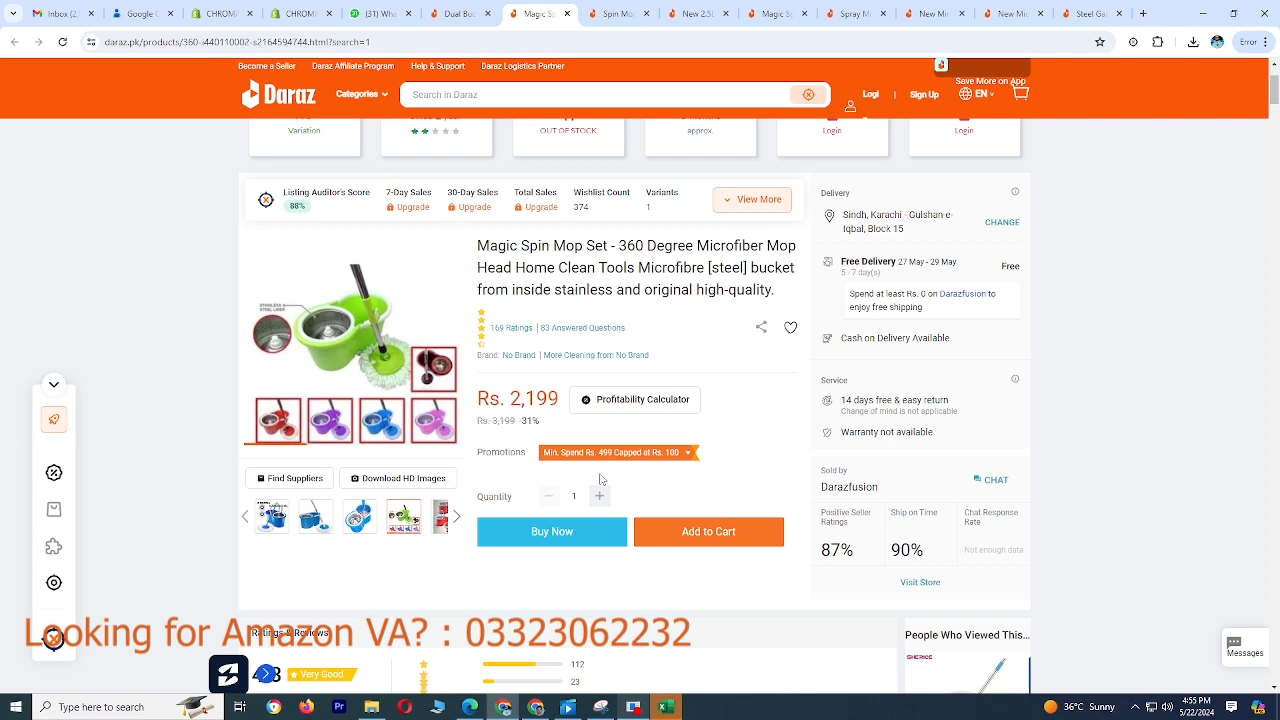 Inbox (2,
Google C
CHROM
(31) CHROM
Magic Sp
Mop
New 2.5
Magic
Spray M
New Mi
New Mi
Steel Ga
daraz.pk/products/360-440110002-s2164594744.html?search=1
Error
Become a Seller
Daraz Affiliate Program
Help & Support
Daraz Logistics Partner
Save More on App
Daraz
Categories
Search in Daraz
Logi
Sign Up
EN
Variation
OUT OF STOCK
approx.
Login
Login
Listing Auditor's Score
88%
7-Day Sales
Upgrade
30-Day Sales
Upgrade
Total Sales
Upgrade
Wishlist Count
374
Variants
1
View More
Magic Spin Mop Set - 360 Degree Microfiber Mop
Head Home Clean Tools Microfibre [steel] bucket
from inside stainless and original high-quality.
STAINLESS
STEEL LINER
169 Ratings | 83 Answered Questions
Brand: No Brand | More Cleaning from No Brand
Rs. 2,199
Profitability Calculator
Rs. 3,199 -31%
Promotions
Min. Spend Rs. 499 Capped at Rs. 100
Find Suppliers
Download HD Images
Quantity
1
Buy Now
Add to Cart
Delivery
Sindh, Karachi - Gulshan-e-
Iqbal, Block 15
CHANGE
Free Delivery 27 May - 29 May
Free
5 - 7 day(s)
Spend at least Rs. 0 on Darazfusion to
enjoy free shipping
Cash on Delivery Available
Service
14 days free & easy return
Change of mind is not applicable
Warranty not available
Sold by
Darazfusion
CHAT
Positive Seller
Ratings
87%
Ship on Time
90%
Chat Response
Rate
Not enough data
Visit Store
Looking for Amazon VA? : 03323062232
Ratings & Reviews
Very Good
112
23
People Who Viewed This...
SHERIOE
Messages
Type here to search
36°C Sunny
4:55 PM
5/22/2024